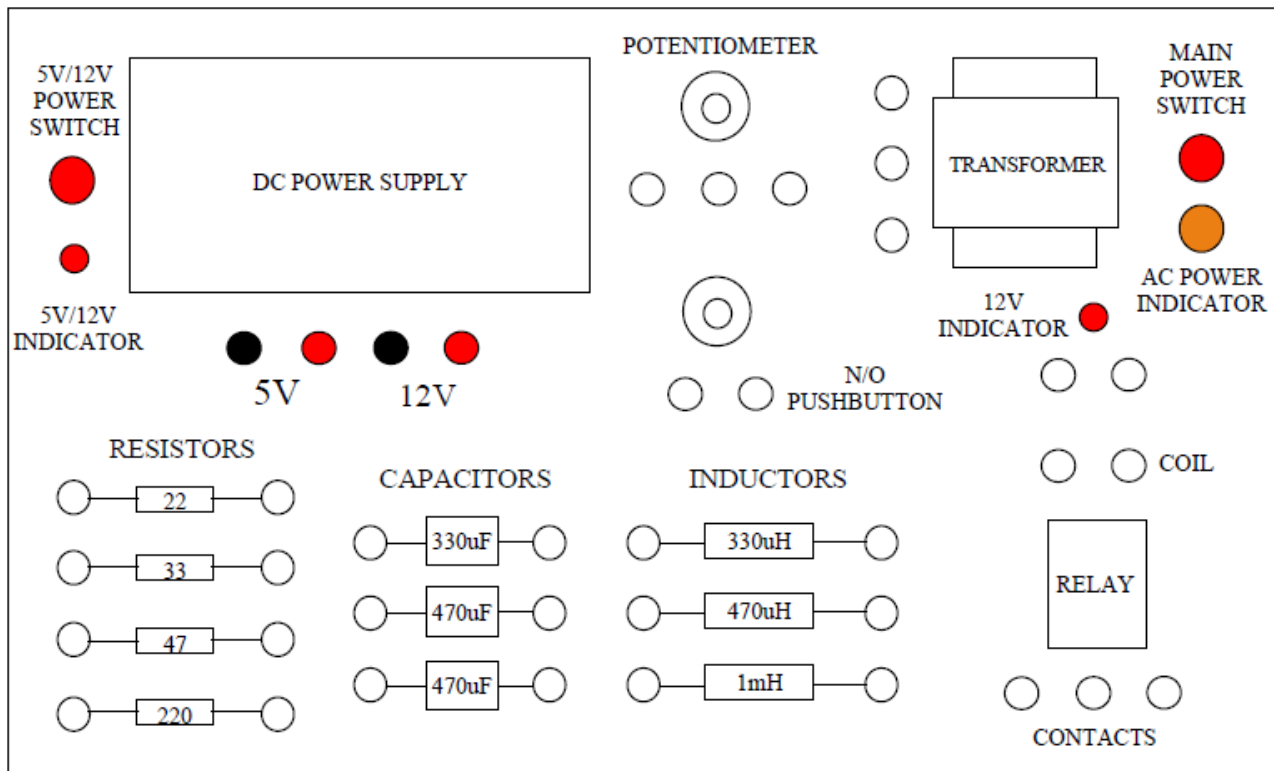 5V/12V
POWER
SWITCH
DC POWER SUPPLY
5V/12V
INDICATOR
5V
12V
POTENTIOMETER
TRANSFORMER
MAIN
POWER
SWITCH
AC POWER
INDICATOR
12V
INDICATOR
N/O
PUSHBUTTON
COIL
RELAY
CONTACTS
RESISTORS
22
33
47
220
CAPACITORS
330uF
470uF
470uF
INDUCTORS
330uH
470uH
1mH